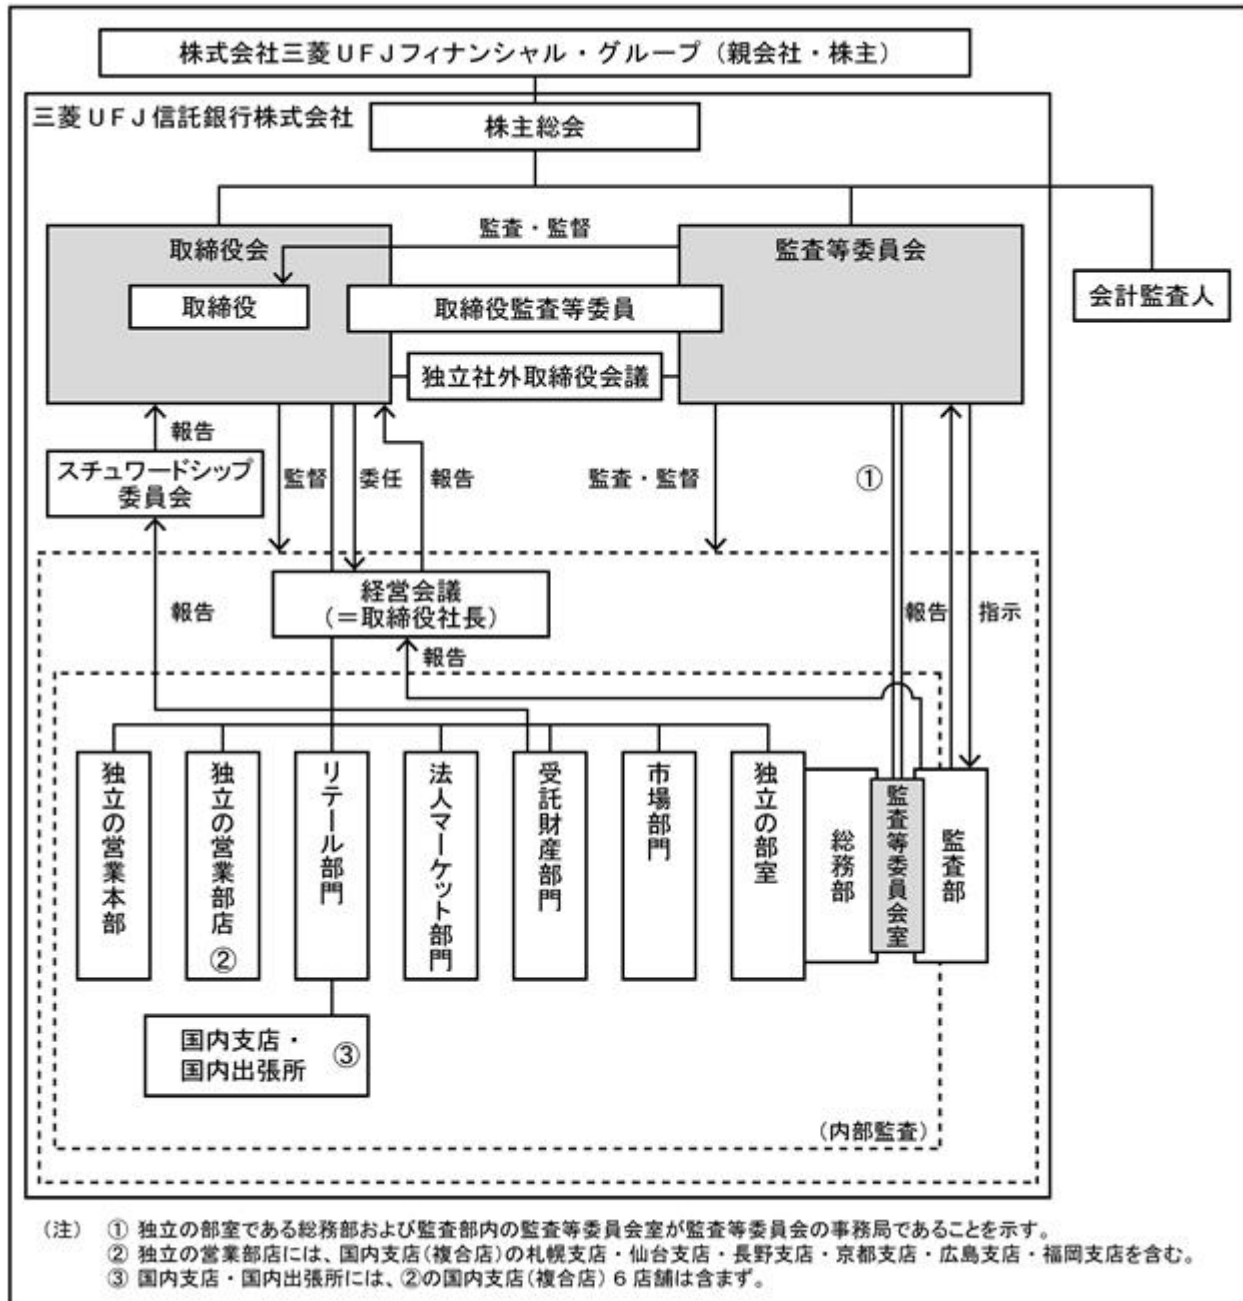 株式会社三菱UFJフィナンシャル・グループ（親会社・株主）
三菱UFJ信託銀行株式会社
株主総会
取締役会
監査・監督
監査等委員会
取締役
取締役監査等委員
会計監査人
独立社外取締役会議
報告
スチュワードシップ
委員会
監督
委任
報告
監査・監督
①
経営会議
（＝取締役社長）
報告
報告
指示
報告
独立の営業本部
独立の営業部店
②
リテール部門
法人マーケット部門
受託財産部門
市場部門
独立の部室
総務部
監査等委員会室
監査部
国内支店・
国内出張所
③
（内部監査）
（注） ① 独立の部室である総務部および監査部内の監査等委員会室が監査等委員会の事務局であることを示す。
② 独立の営業部店には、国内支店（複合店）の札幌支店・仙台支店・長野支店・京都支店・広島支店・福岡支店を含む。
③ 国内支店・国内出張所には、②の国内支店（複合店）６店舗は含まず。